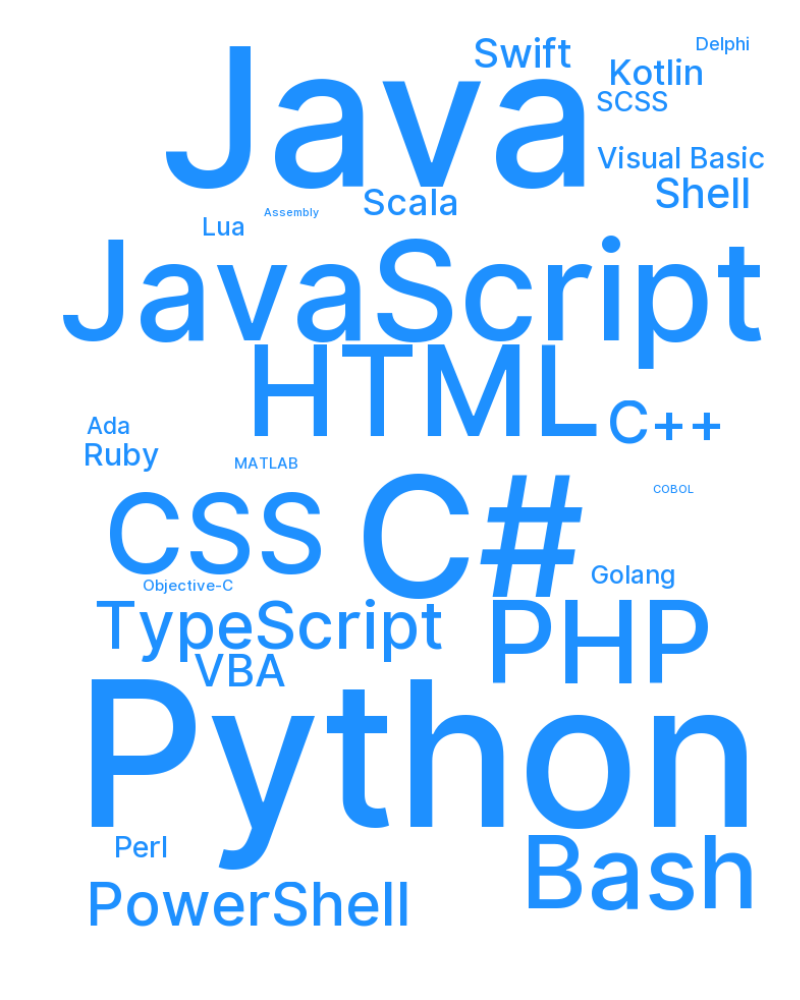 Delphi
Swift
Kotlin
Java
SCSS
Visual Basic
Shell
Scala
Assembly
Lua
JavaScript
HTML
C++
Ada
Ruby
MATLAB
COBOL
CSS
C#
Golang
Objective-C
TypeScript
PHP
VBA
Python
Perl
Bash
PowerShell